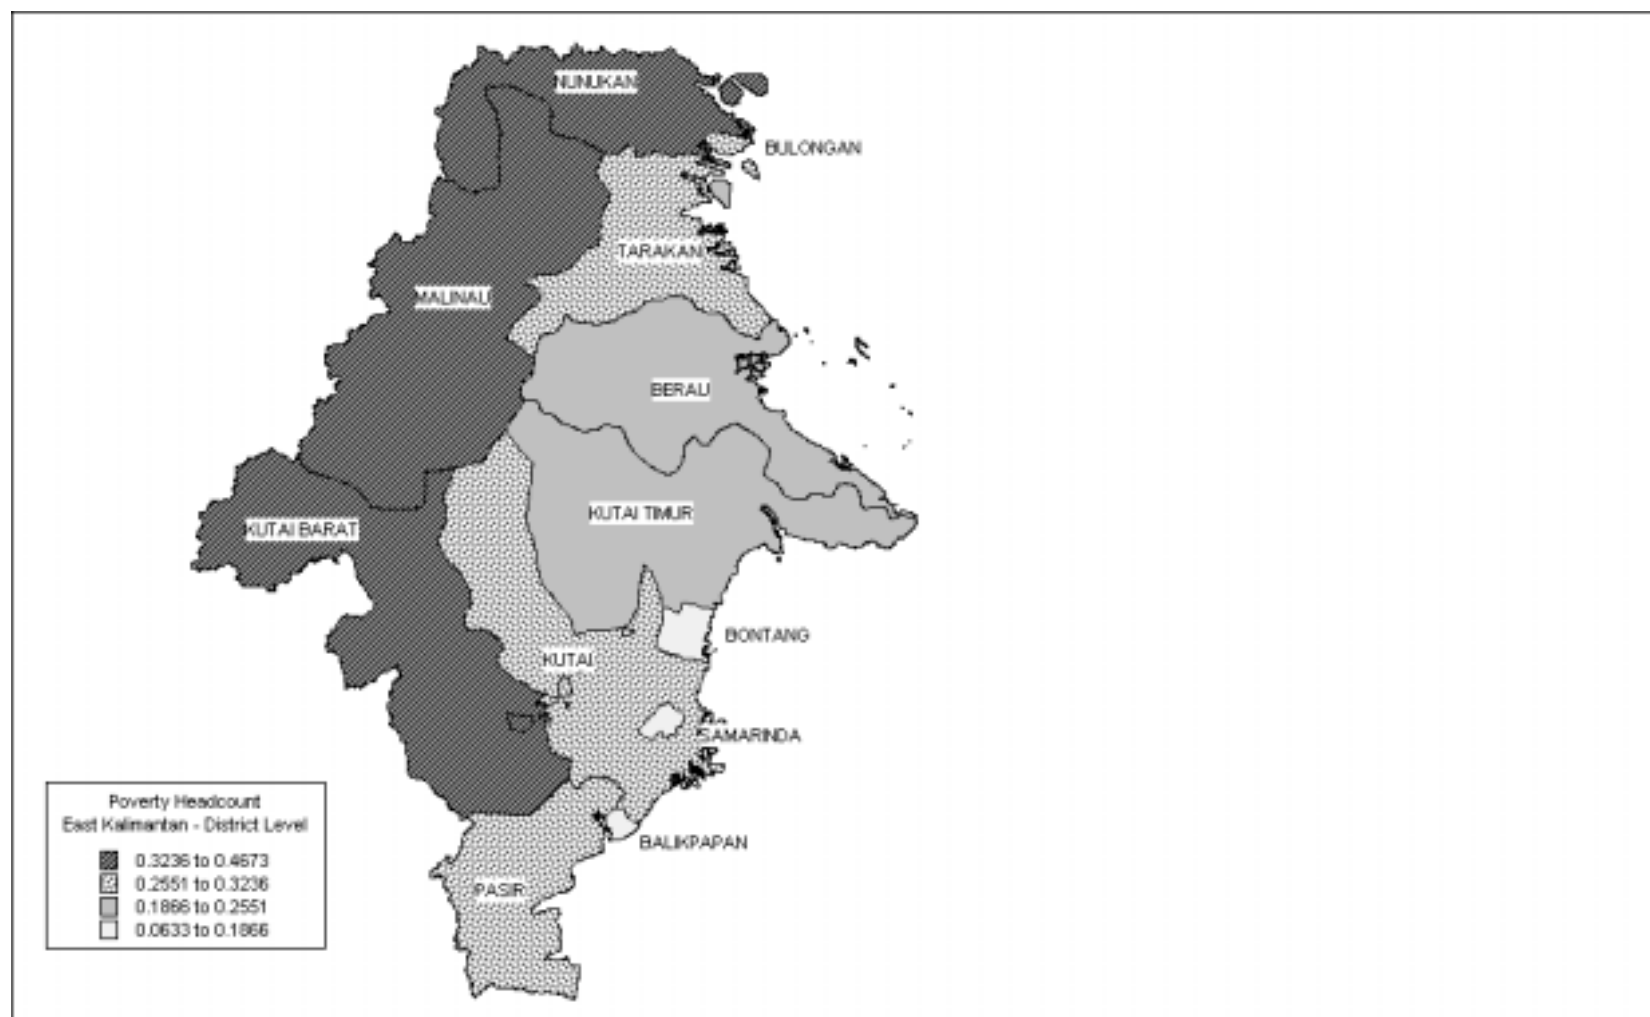 NUNUKAN
BULONGAN
TARAKAN
MALINAU
BERAU
KUTAI TIMUR
KUTAI BARAT
BONTANG
KUTAI
SAMARINDA
BALIKPAPAN
PASIR
Poverty Headcount
East Kalimantan - District Level
0.3236 to 0.4673
0.2551 to 0.3236
0.1866 to 0.2551
0.0633 to 0.1866